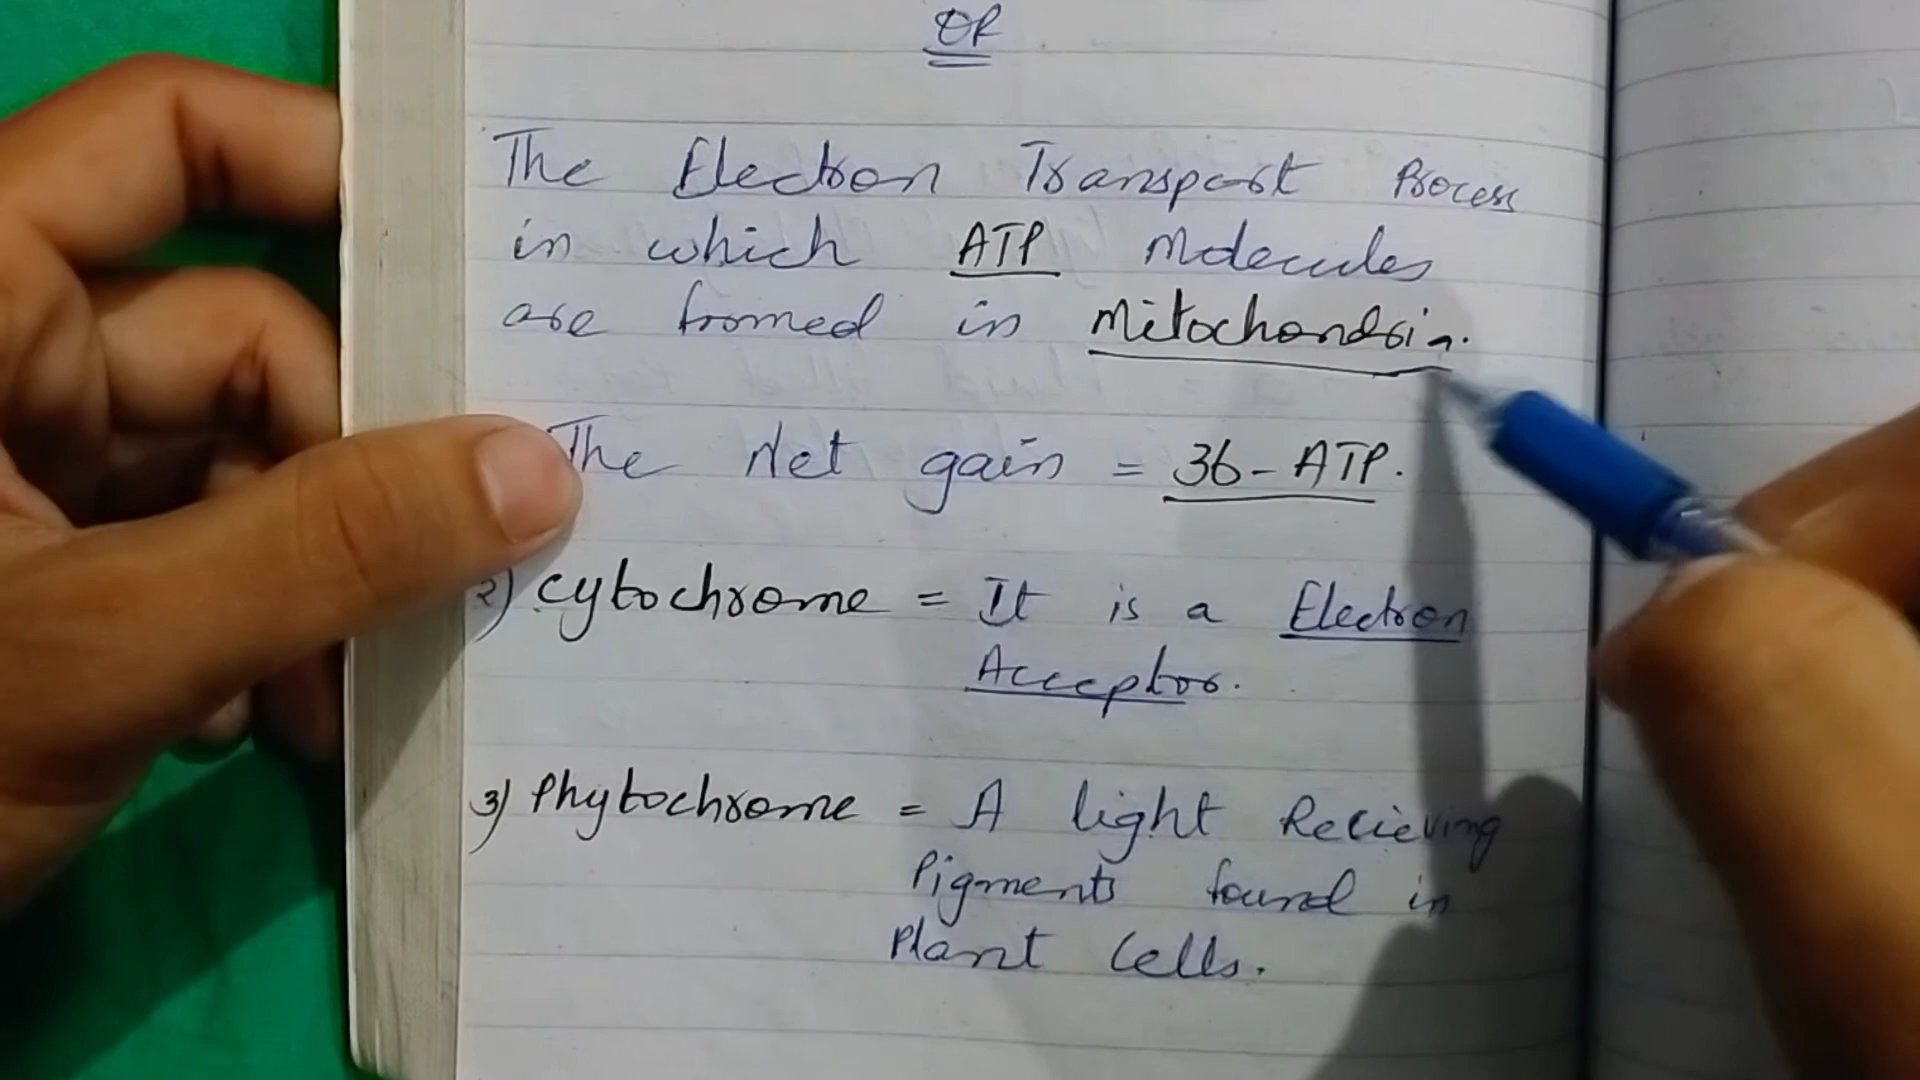 OR
The Electron Transport Process
in which ATP Molecules
are fromed in Mitochondria.
The Net gain = 36-ATP.
2) Cytochrome = It is a Electron
Acceptor.
3) Phytochrome = A light Recieving
Pigments found in
Plant Cells.